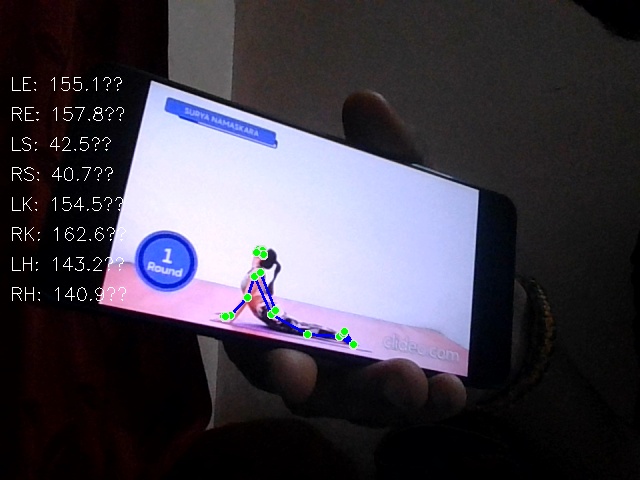 LE: 155.1??
RE: 157.8??
LS: 42.5??
RS: 40.7??
LK: 154.5??
RK: 162.6??
LH: 143.2??
RH: 140.9??
SURYA NAMASKARA
1
Round
clideo.com